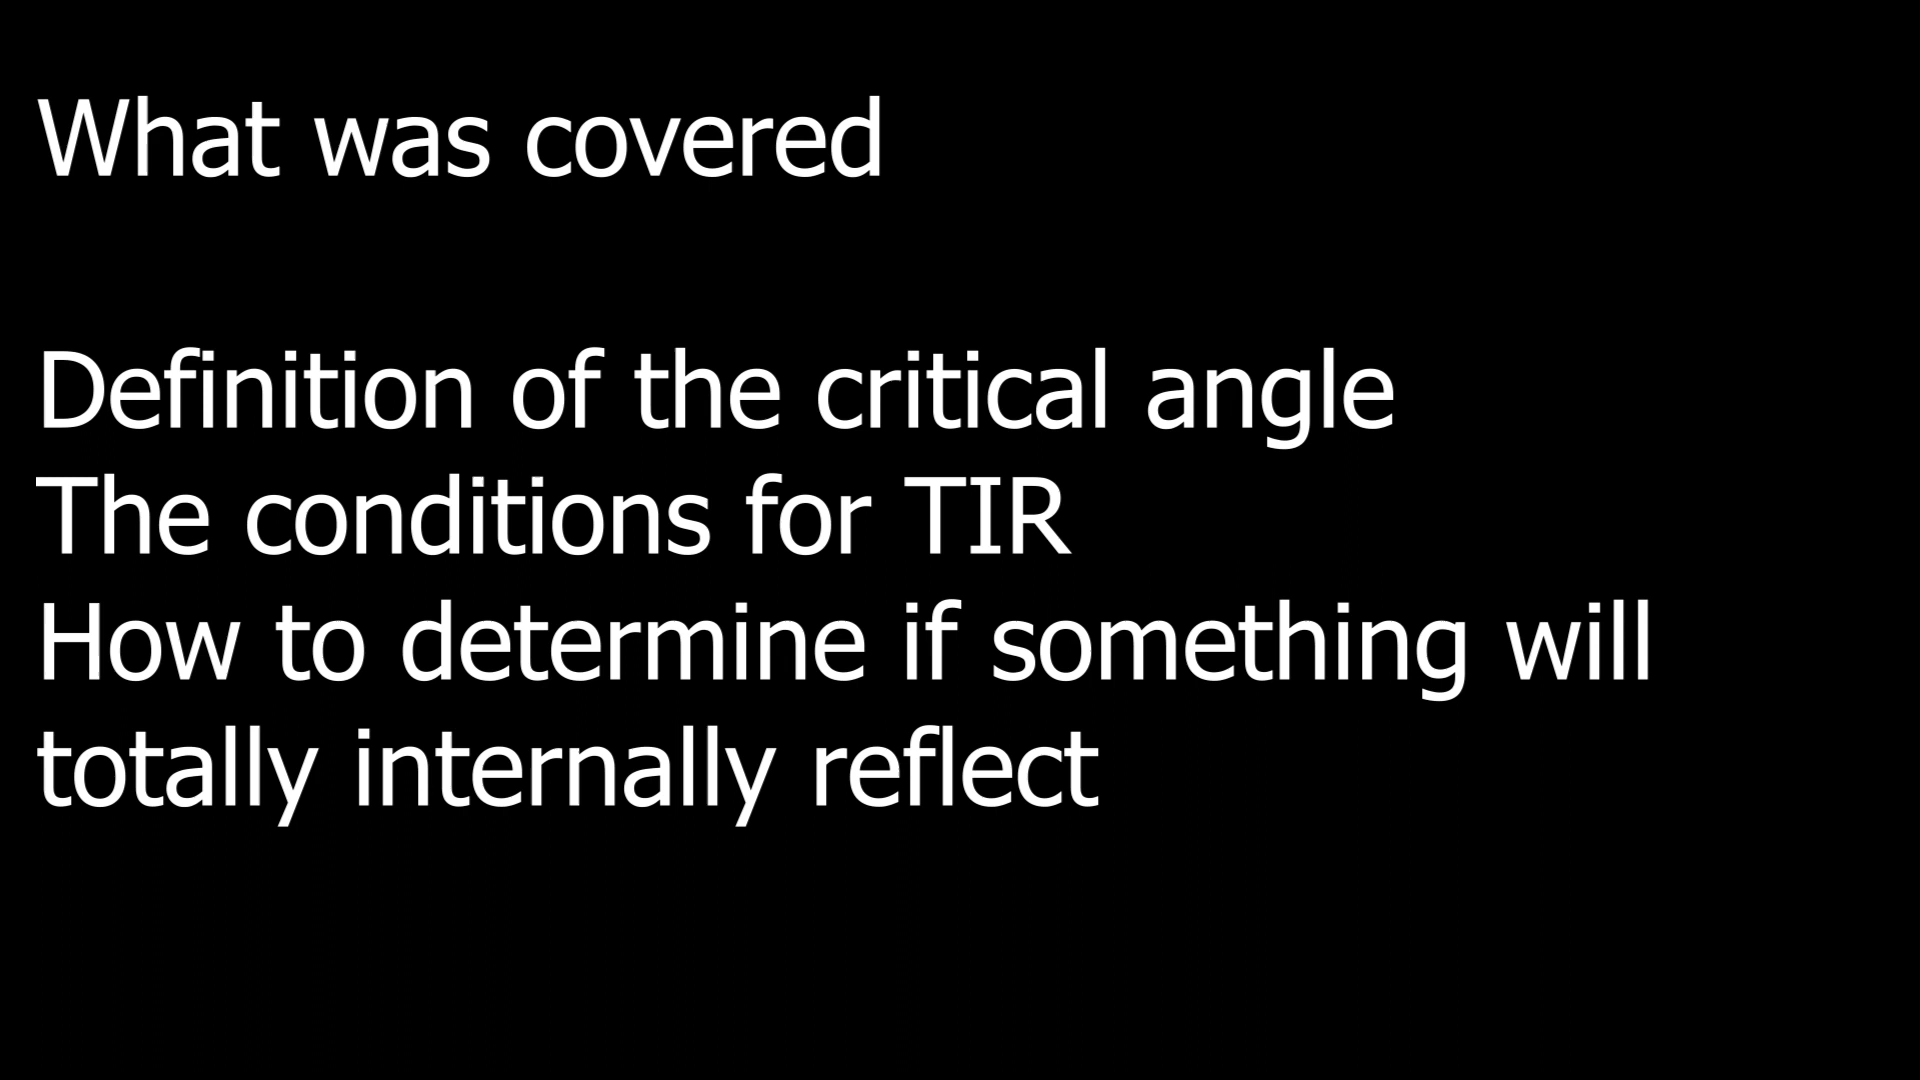 What was covered
Definition of the critical angle
The conditions for TIR
How to determine if something will
totally internally reflect